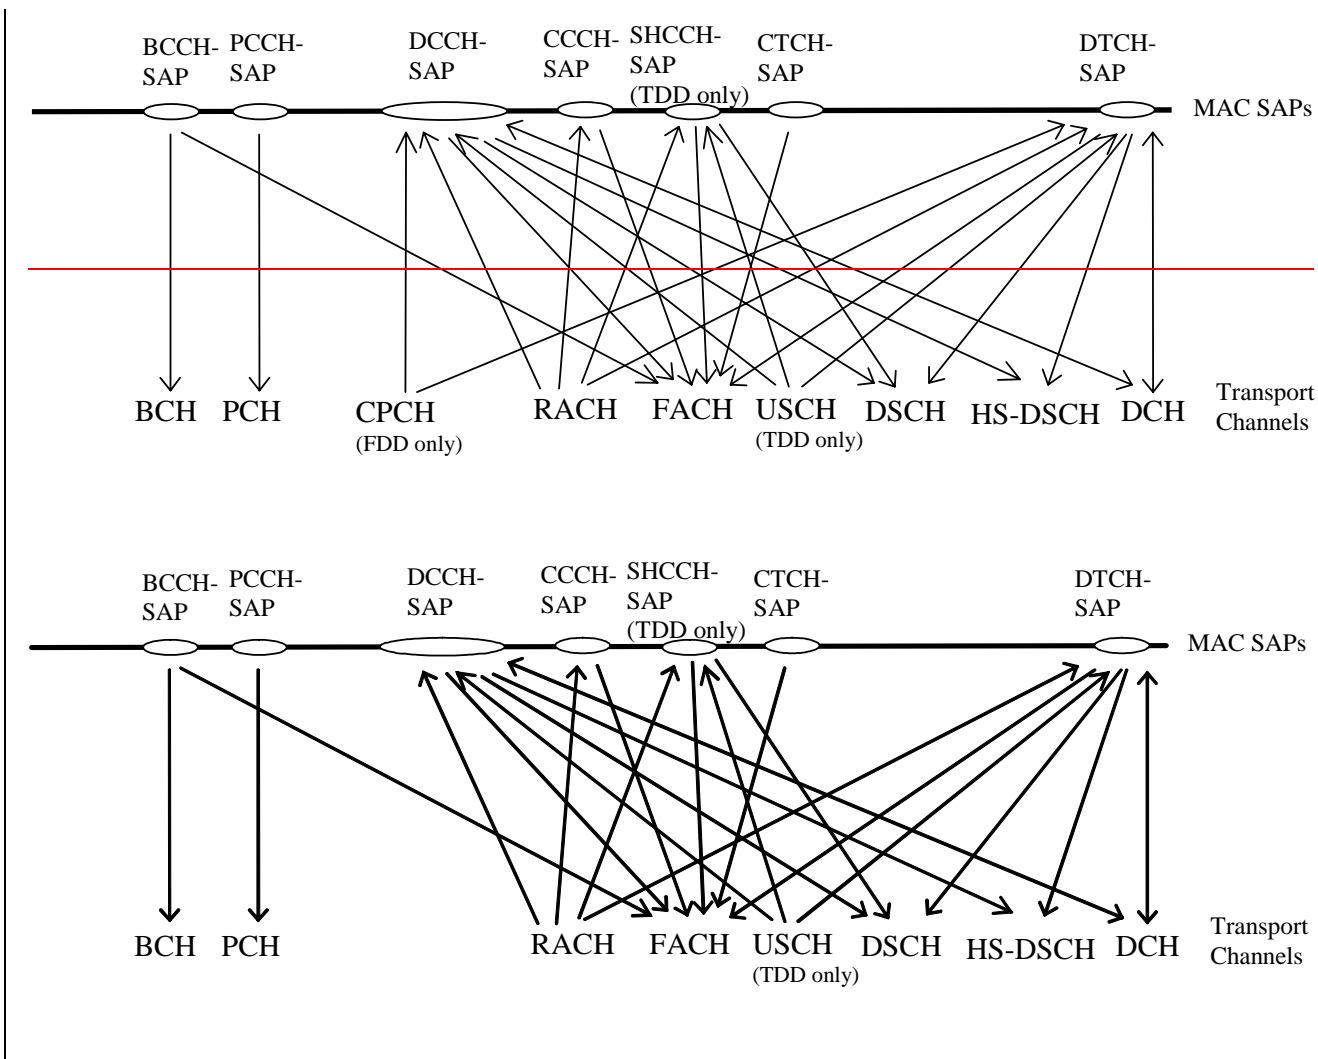 BCCH-
SAP
PCCH-
SAP
DCCH-
SAP
CCCH-
SAP
SHCCH-
SAP
(TDD only)
CTCH-
SAP
DTCH-
SAP
MAC SAPs
BCH
PCH
CPCH
(FDD only)
RACH
FACH
USCH
(TDD only)
DSCH
HS-DSCH
DCH
Transport
Channels
BCCH-
SAP
PCCH-
SAP
DCCH-
SAP
CCCH-
SAP
SHCCH-
SAP
(TDD only)
CTCH-
SAP
DTCH-
SAP
MAC SAPs
BCH
PCH
RACH
FACH
USCH
(TDD only)
DSCH
HS-DSCH
DCH
Transport
Channels